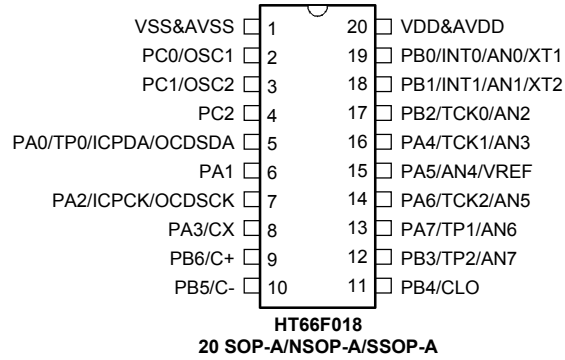 VSS&AVSS 1 20 VDD&AVDD
PC0/OSC1 2 19 PB0/INT0/AN0/XT1
PC1/OSC2 3 18 PB1/INT1/AN1/XT2
PC2 4 17 PB2/TCK0/AN2
PA0/TP0/ICPDA/OCDSDA 5 16 PA4/TCK1/AN3
PA1 6 15 PA5/AN4/VREF
PA2/ICPCK/OCDSCK 7 14 PA6/TCK2/AN5
PA3/CX 8 13 PA7/TP1/AN6
PB6/C+ 9 12 PB3/TP2/AN7
PB5/C- 10 11 PB4/CLO
HT66F018
20 SOP-A/NSOP-A/SSOP-A